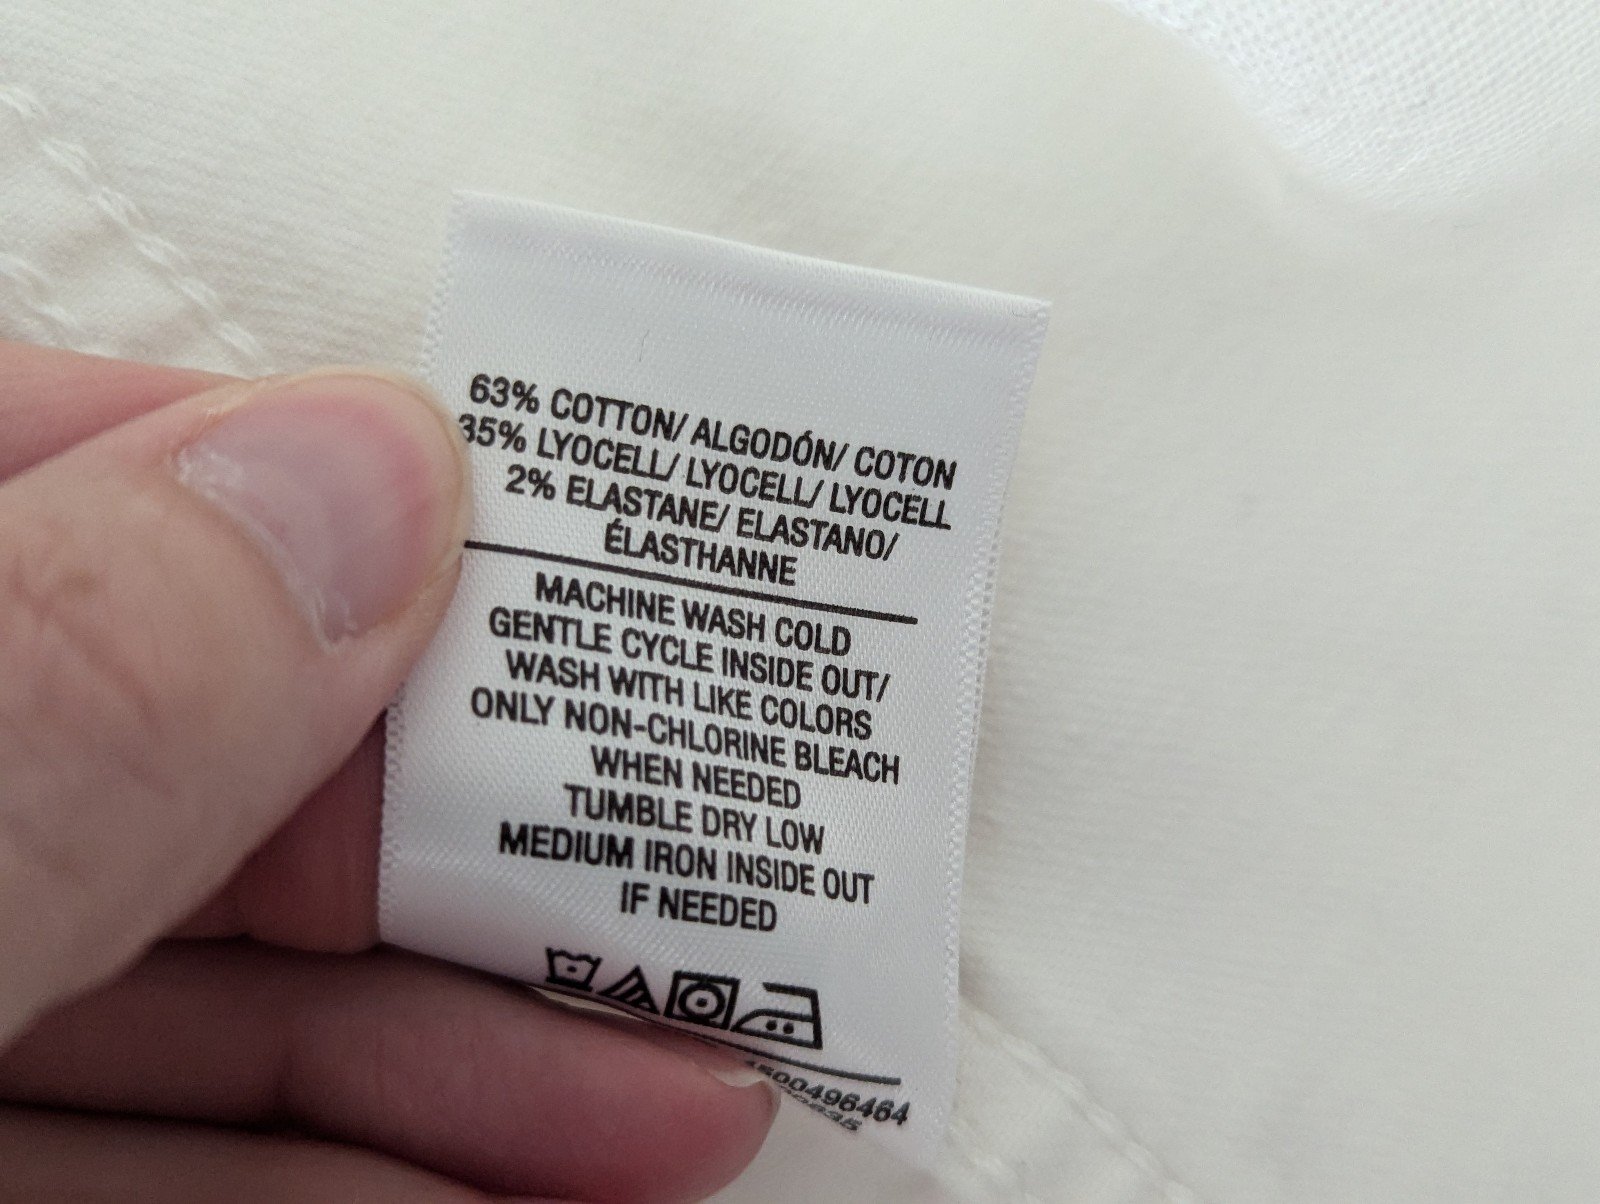 63% COTTON/ ALGODÓN/ COTON
35% LYOCELL/ LYOCELL/ LYOCELL
2% ELASTANE/ ELASTANO/
ÉLASTHANNE
MACHINE WASH COLD
GENTLE CYCLE INSIDE OUT/
WASH WITH LIKE COLORS
ONLY NON-CHLORINE BLEACH
WHEN NEEDED
TUMBLE DRY LOW
MEDIUM IRON INSIDE OUT
IF NEEDED